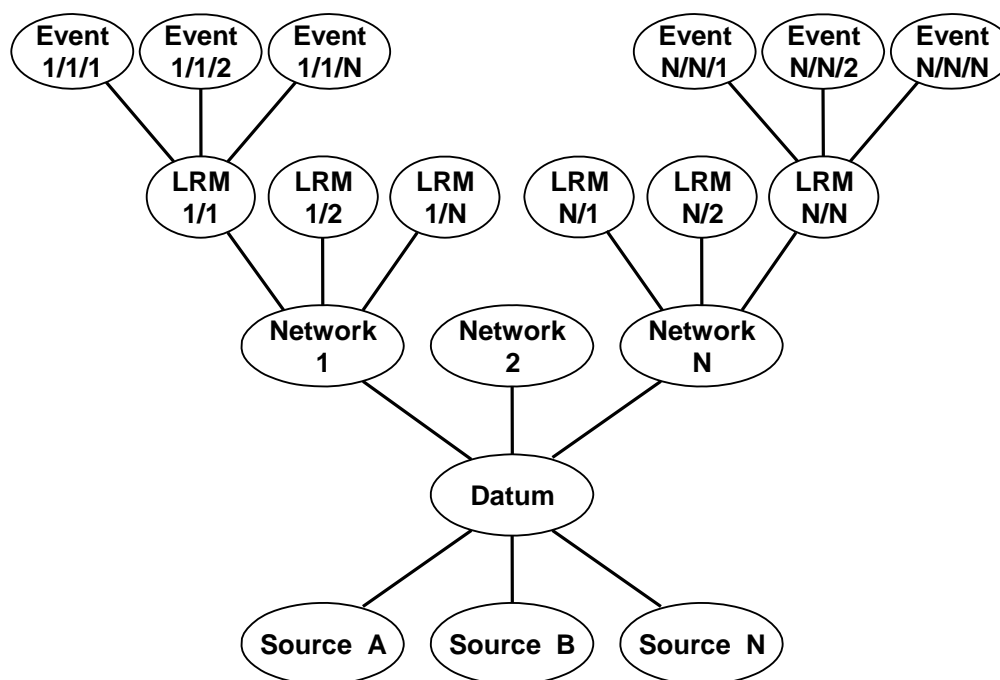 Event
1/1/1
Event
1/1/2
Event
1/1/N
Event
N/N/1
Event
N/N/2
Event
N/N/N
LRM
1/1
LRM
1/2
LRM
1/N
LRM
N/1
LRM
N/2
LRM
N/N
Network
1
Network
2
Network
N
Datum
Source A
Source B
Source N